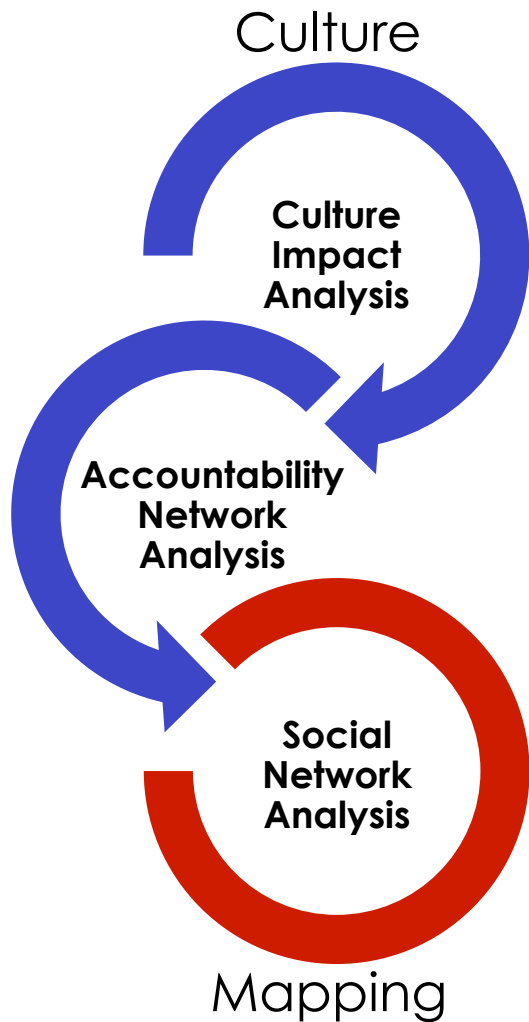 Culture
Culture
Impact
Analysis
Accountability
Network
Analysis
Social
Network
Analysis
Mapping